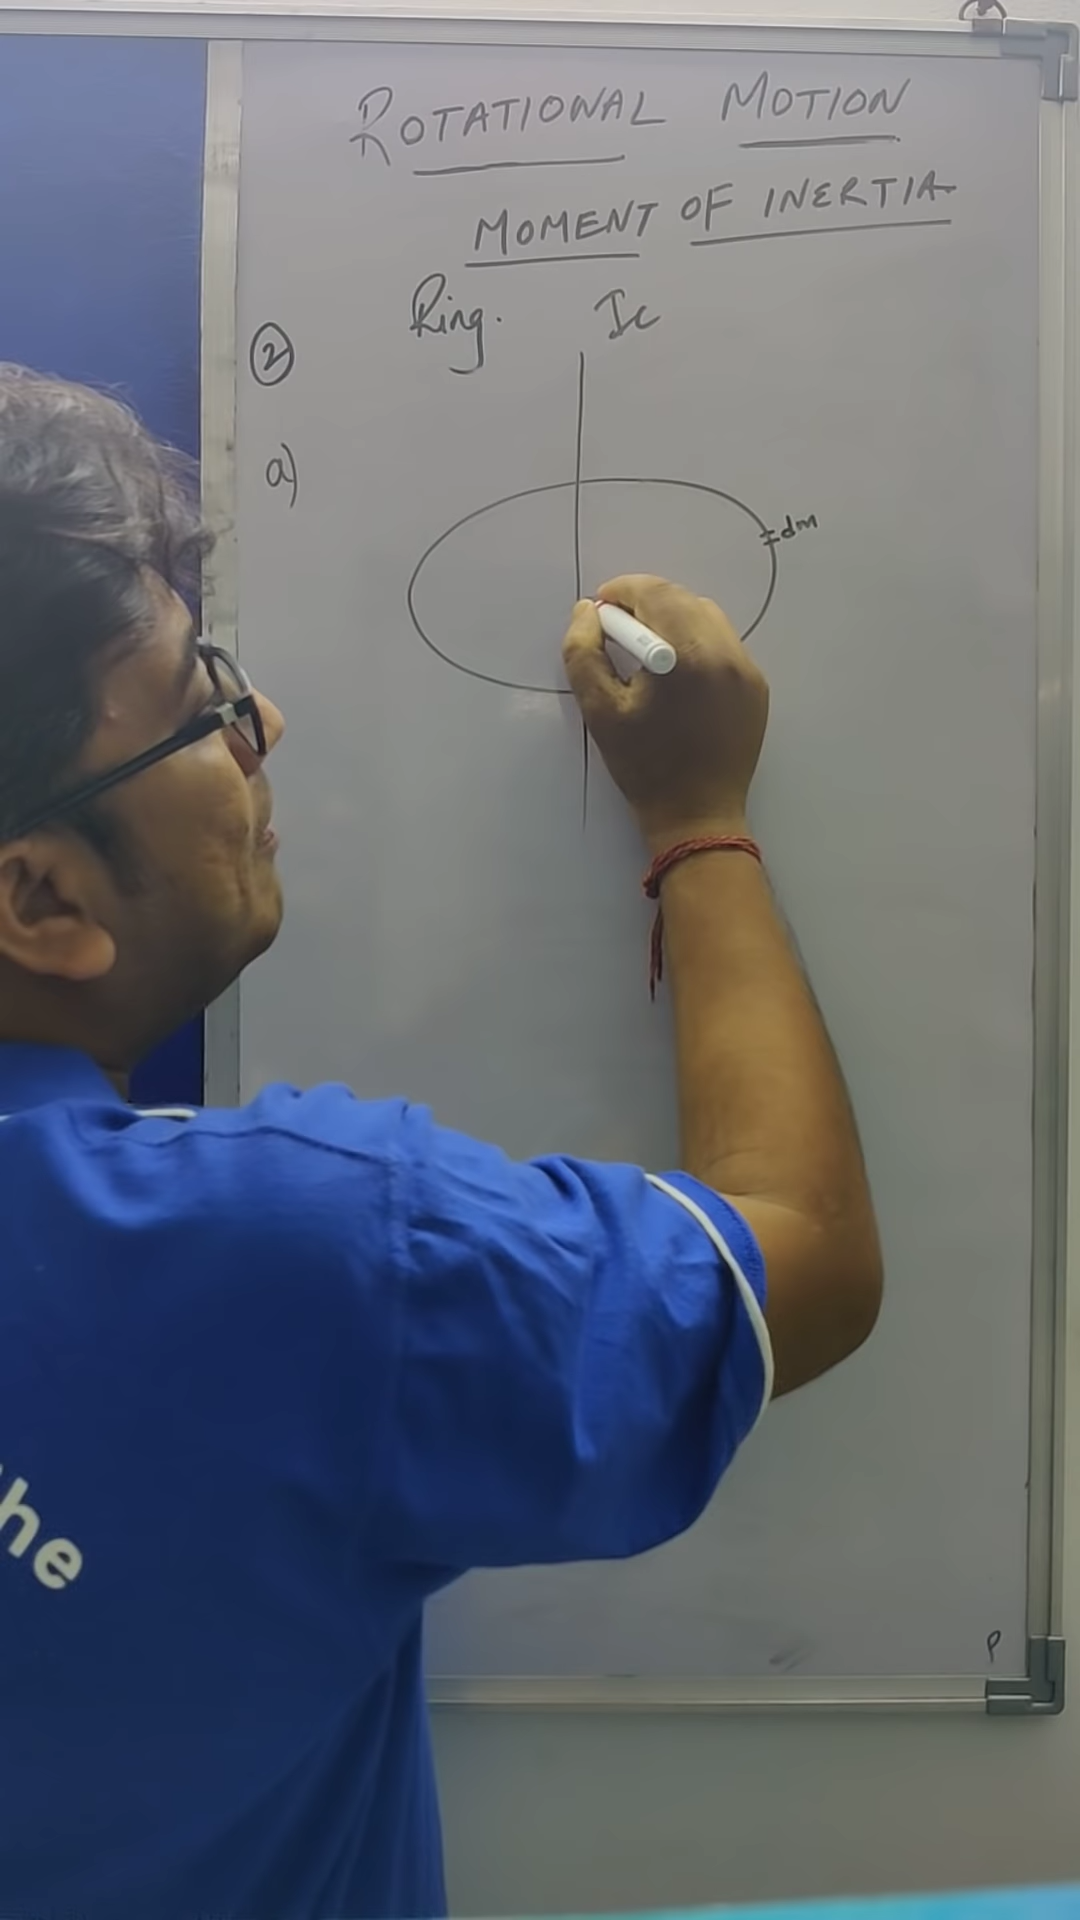 ROTATIONAL MOTION
MOMENT OF INERTIA
Ring. Ic
2
a)
dm
he
P